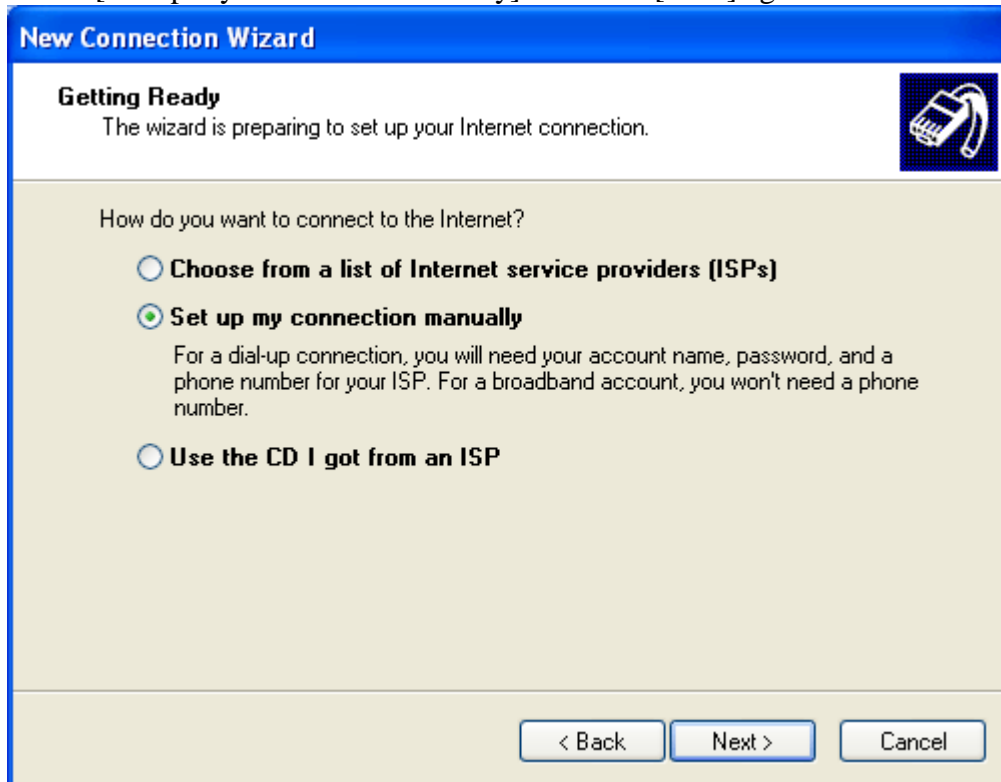 New Connection Wizard
Getting Ready
The wizard is preparing to set up your Internet connection.
How do you want to connect to the Internet?
Choose from a list of Internet service providers (ISPs)
Set up my connection manually
For a dial-up connection, you will need your account name, password, and a
phone number for your ISP. For a broadband account, you won't need a phone
number.
Use the CD I got from an ISP
< Back
Next >
Cancel